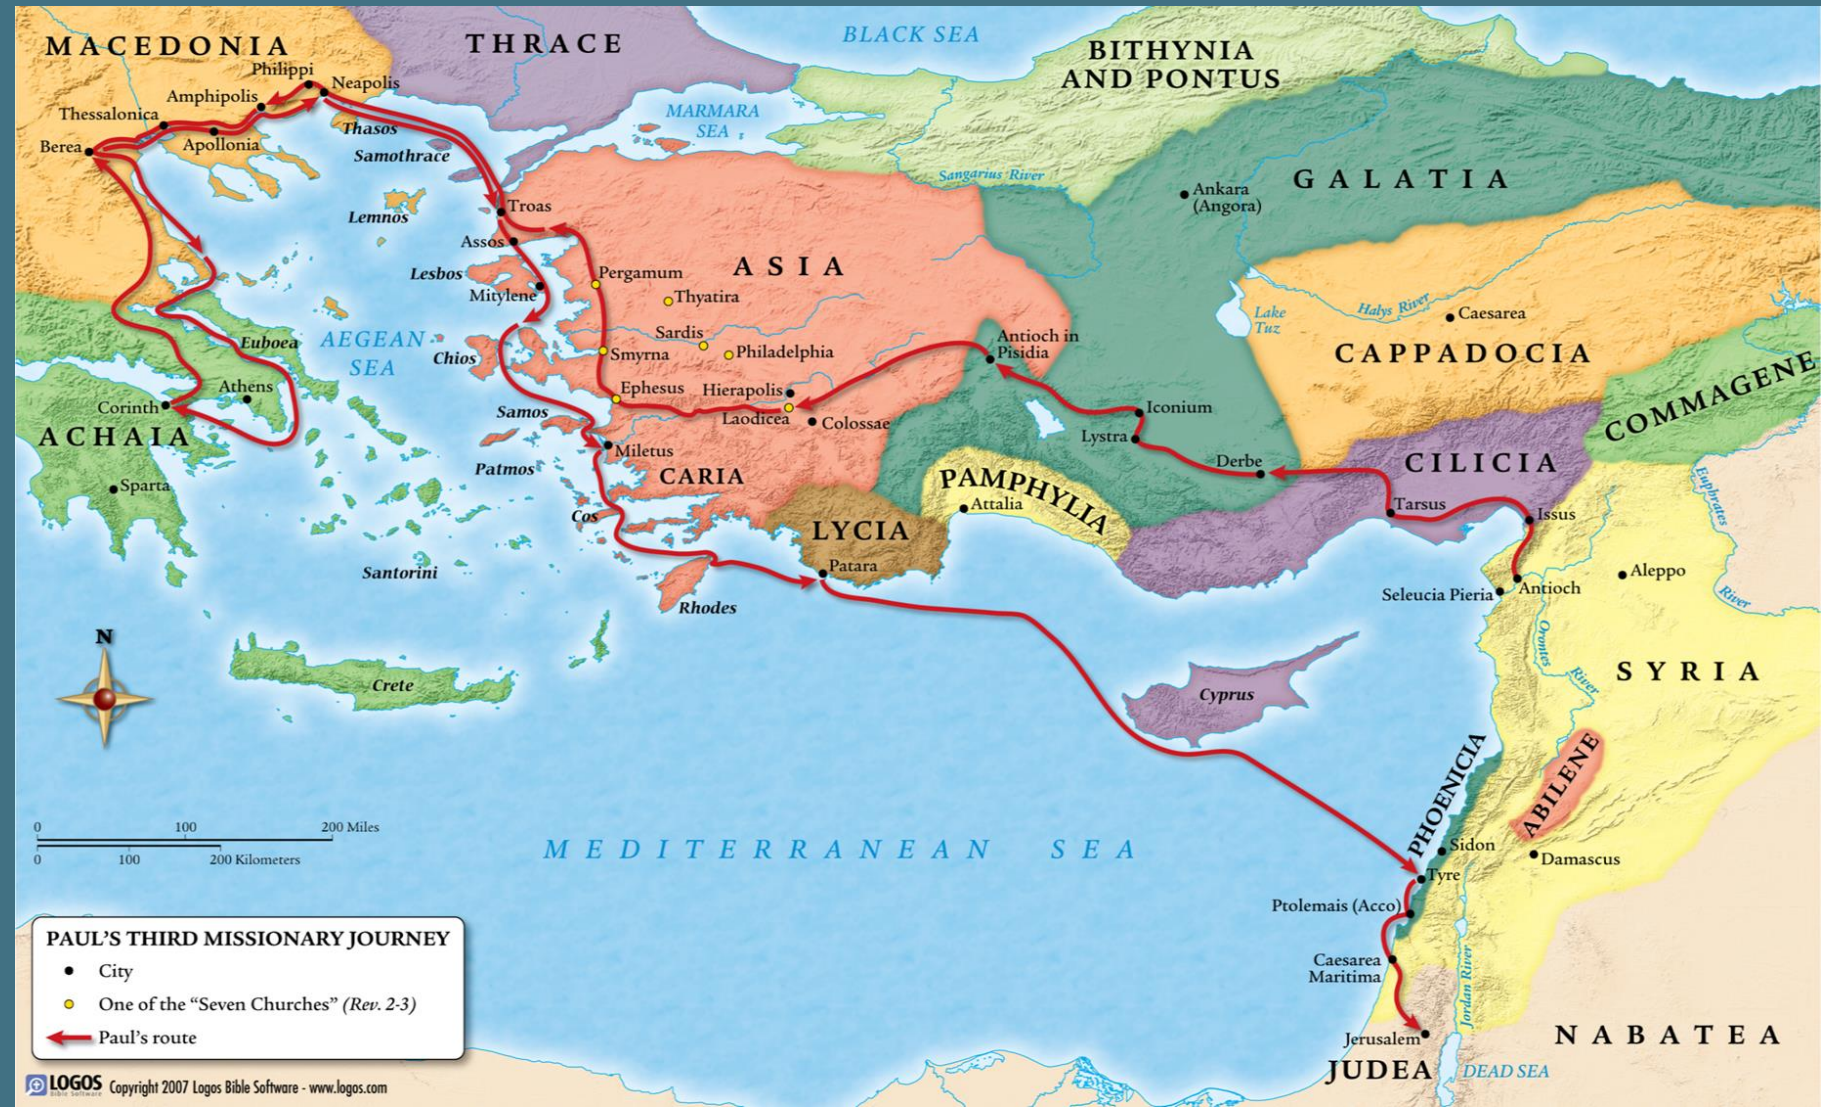 MACEDONIA
THRACE
BLACK SEA
BITHYNIA
AND PONTUS
Philippi
Neapolis
Amphipolis
Thessalonica
Berea
Apollonia
Thasos
Samothrace
MARMARA
SEA
Sangarius River
GALATIA
Ankara
(Angora)
Lemnos
Troas
Assos
Lesbos
Mitylene
ASIA
Pergamum
Thyatira
Sardis
Philadelphia
Smyrna
AEGEAN
SEA
Chios
Euboea
Antioch in
Pisidia
Lake
Tuz
Halys River
Caesarea
CAPPADOCIA
COMMAGENE
Athens
Corinth
ACHAIA
Sparta
Ephesus
Hierapolis
Laodicea
Colossae
Samos
Miletus
Patmos
CARIA
Iconium
Lystra
Derbe
CILICIA
Tarsus
Issus
Euphrates
River
PAMPHYLIA
Attalia
LYCIA
Patara
Cos
Santorini
Rhodes
Seleucia Pieria
Antioch
Aleppo
Orontes
River
SYRIA
N
Crete
Cyprus
PHOENICIA
ABILENE
Sidon
Damascus
Tyre
Ptolemais (Acco)
MEDITERRANEAN SEA
0 100 200 Miles
0 100 200 Kilometers
Caesarea
Maritima
Jordan River
Jerusalem
JUDEA
DEAD SEA
NABATEA
PAUL'S THIRD MISSIONARY JOURNEY
City
One of the “Seven Churches” (Rev. 2-3)
Paul's route
LOGOS
Bible Software
Copyright 2007 Logos Bible Software - www.logos.com